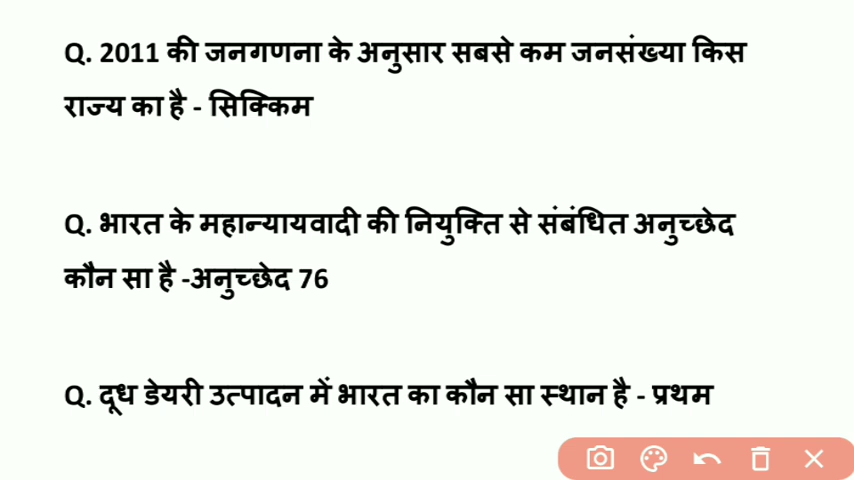 Q. 2011 की जनगणना के अनुसार सबसे कम जनसंख्या किस
राज्य का है - सिक्किम
Q. भारत के महान्यायवादी की नियुक्ति से संबंधित अनुच्छेद
कौन सा है -अनुच्छेद 76
Q. दूध डेयरी उत्पादन में भारत का कौन सा स्थान है - प्रथम